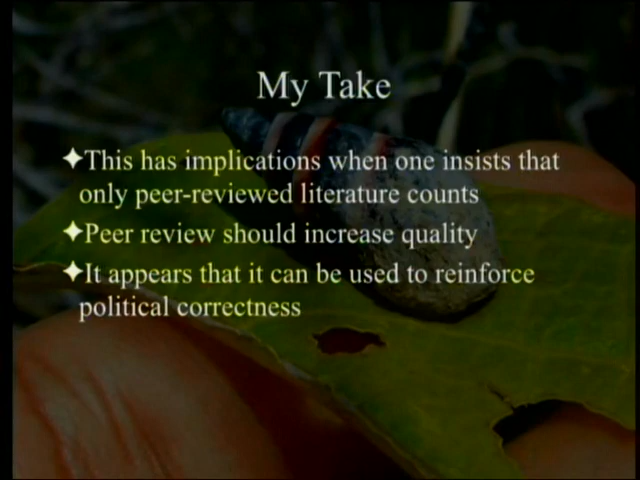 My Take
✦This has implications when one insists that
only peer-reviewed literature counts
✦Peer review should increase quality
✦It appears that it can be used to reinforce
political correctness